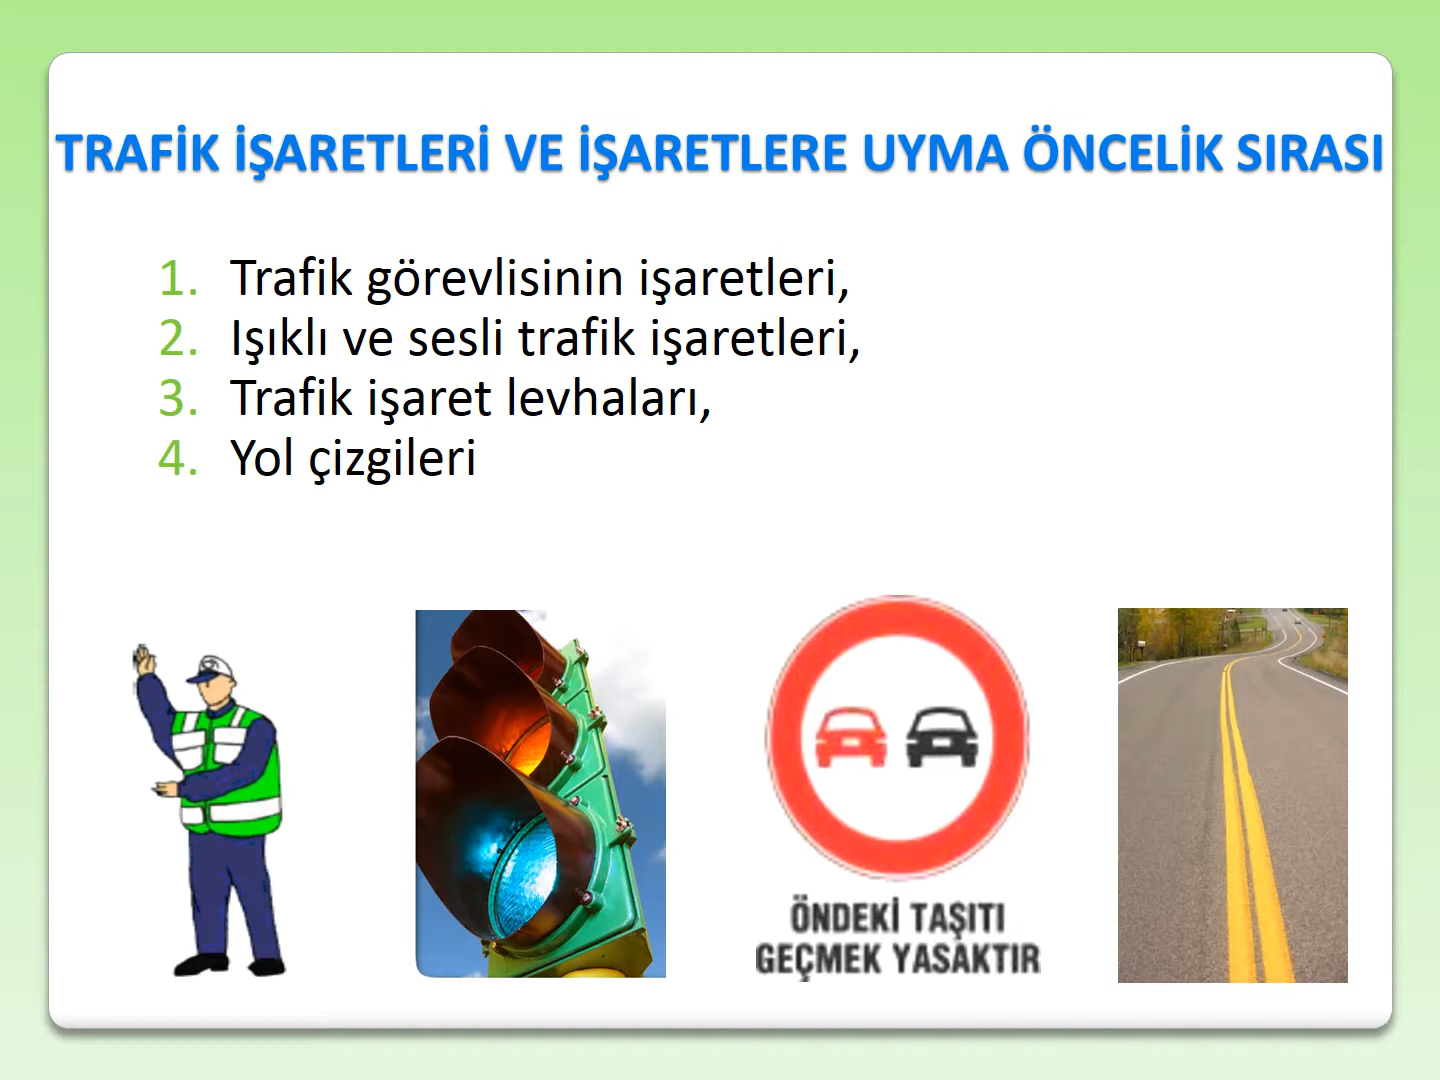 TRAFİK İŞARETLERİ VE İŞARETLERE UYMA ÖNCELİK SIRASI
1. Trafik görevlisinin işaretleri,
2. Işıklı ve sesli trafik işaretleri,
3. Trafik işaret levhaları,
4. Yol çizgileri
ÖNDEKİ TAŞITI
GEÇMEK YASAKTIR